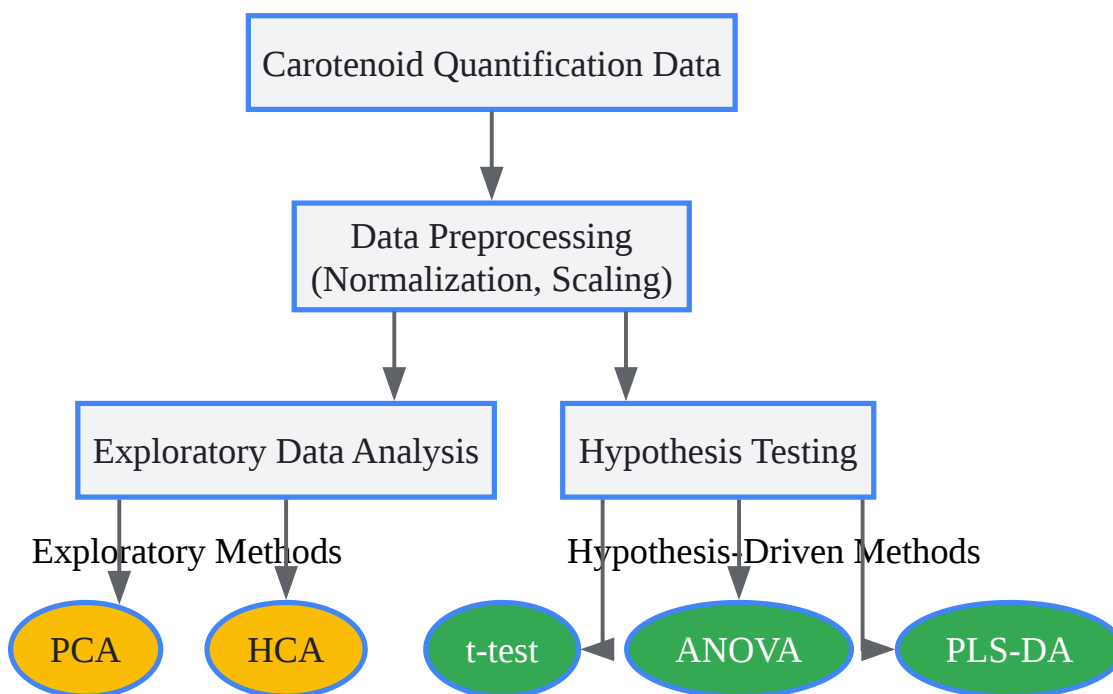 Carotenoid Quantification Data
Data Preprocessing
(Normalization, Scaling)
Exploratory Data Analysis
Hypothesis Testing
Exploratory Methods
Hypothesis-Driven Methods
PCA
HCA
t-test
ANOVA
PLS-DA